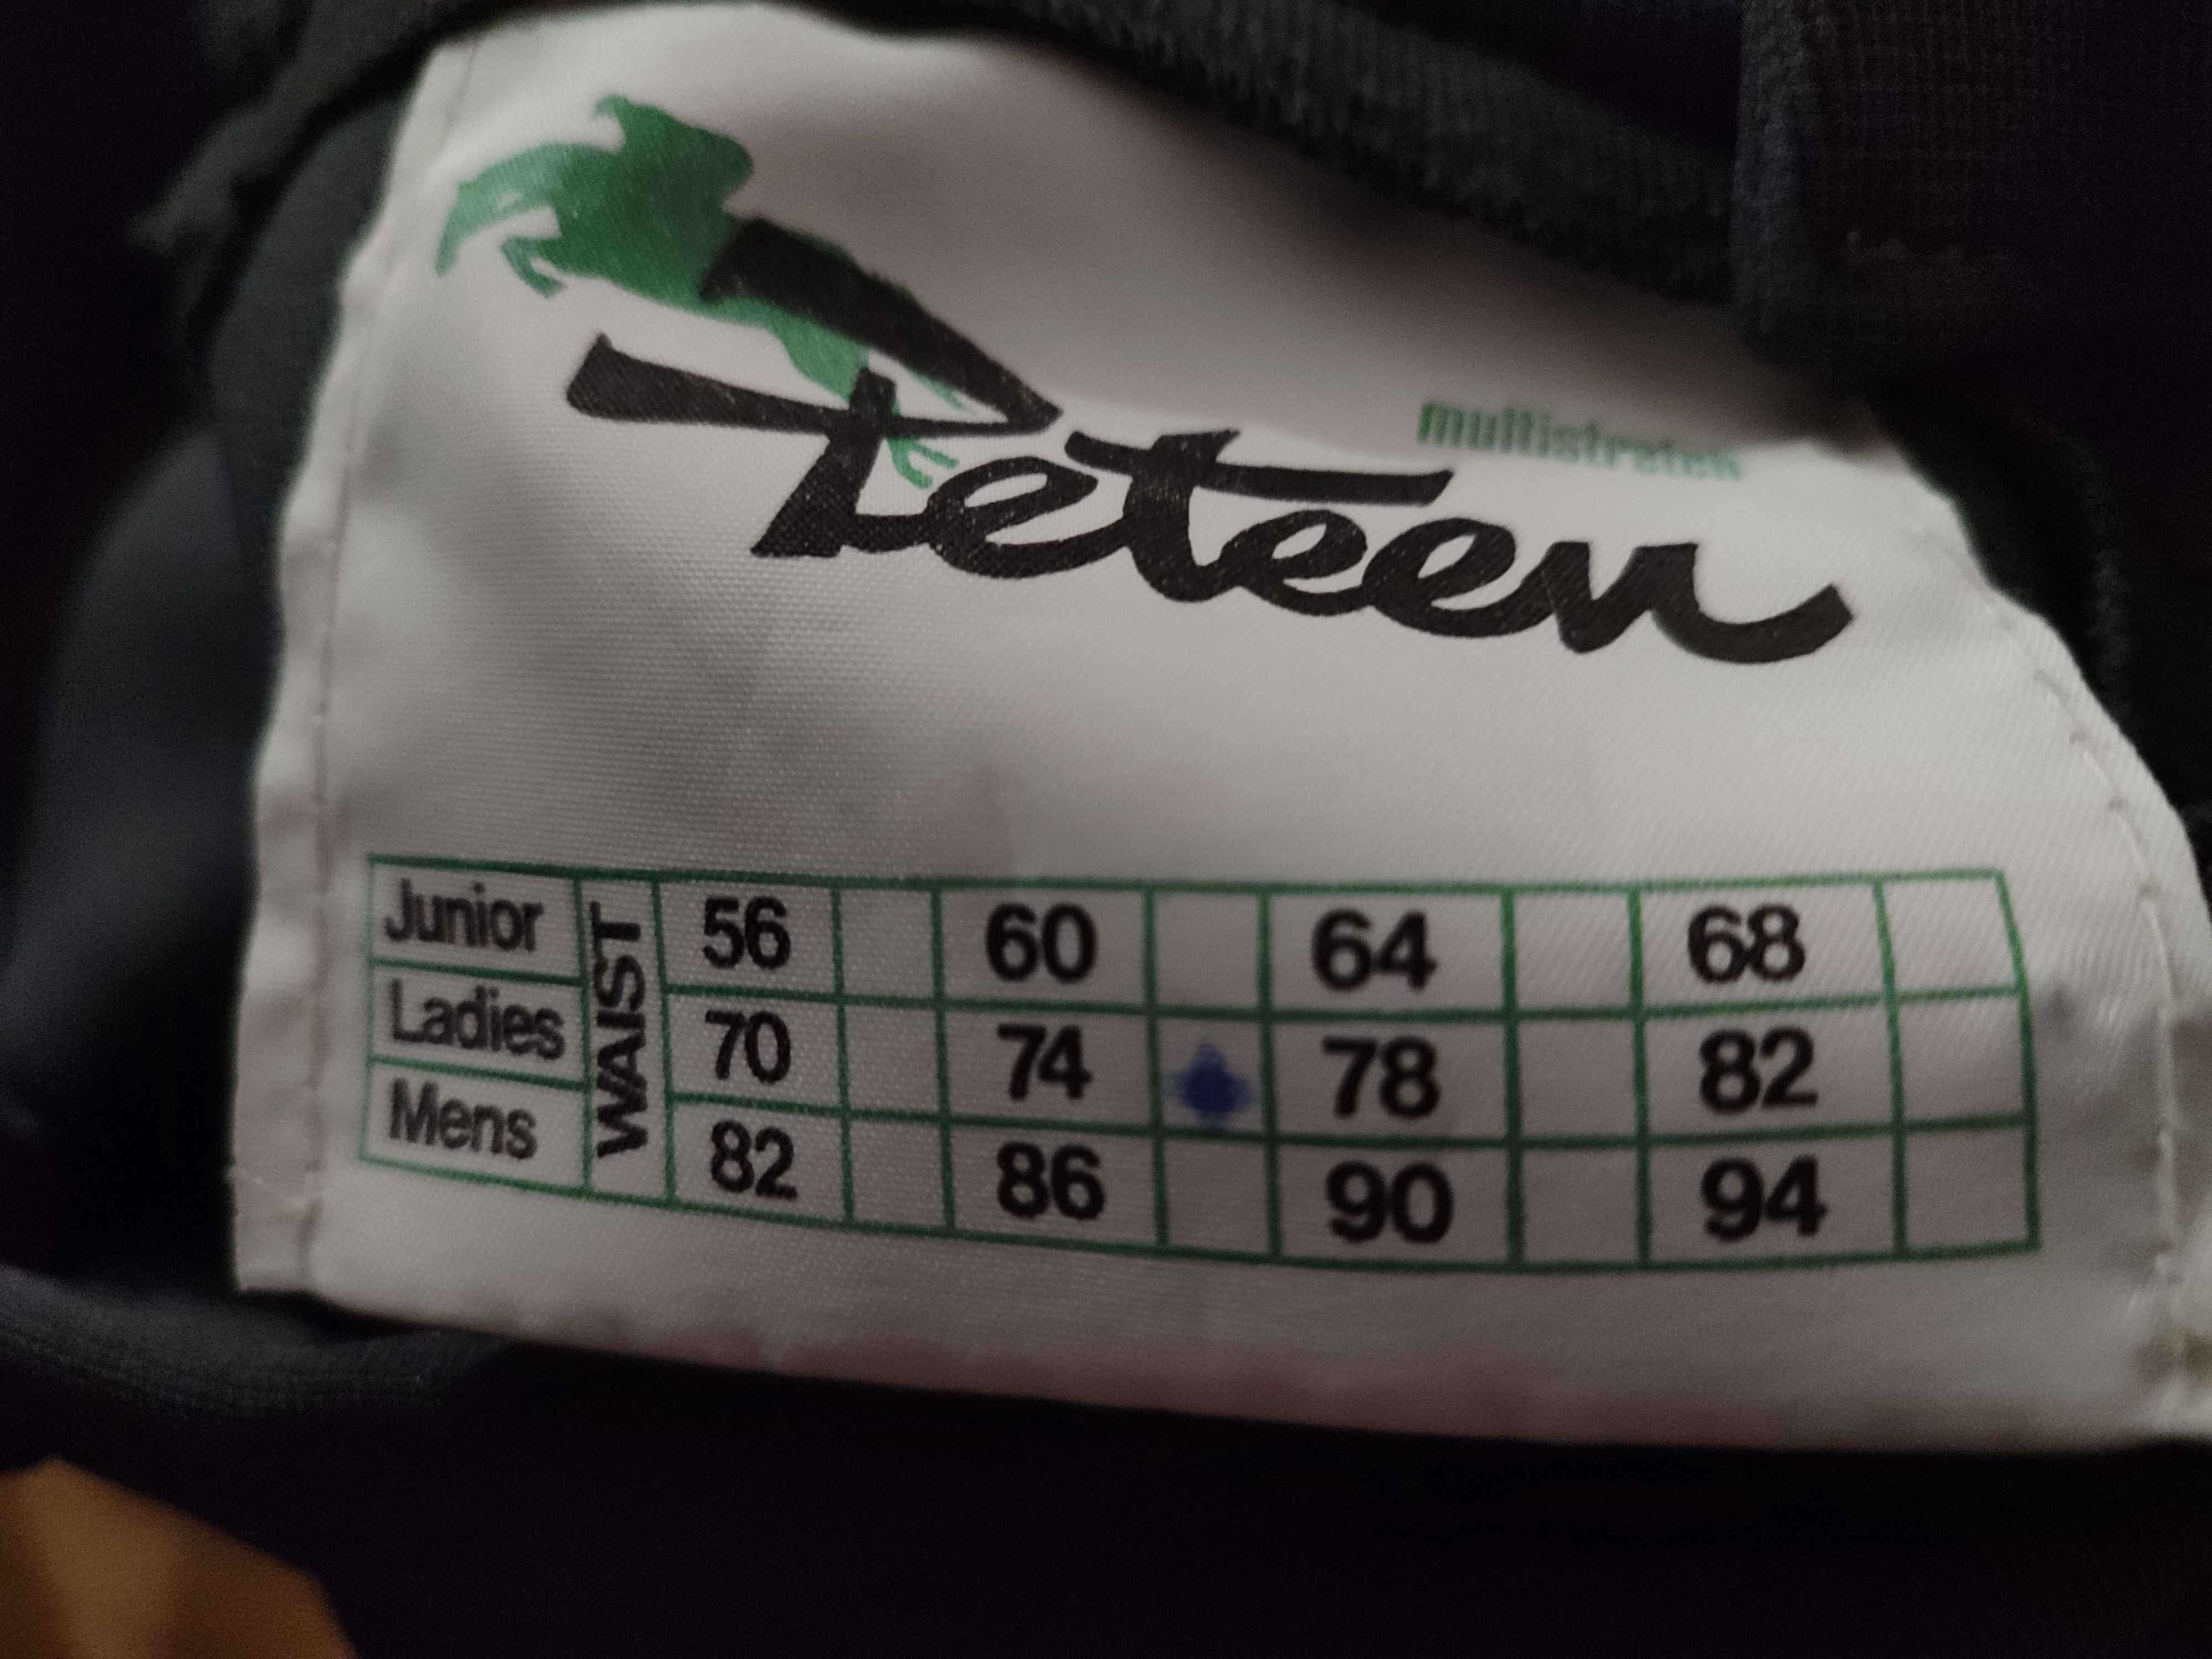 multistretch
Peteen
Junior WAIST 56 60 64 68
Ladies 70 74 78 82
Mens 82 86 90 94